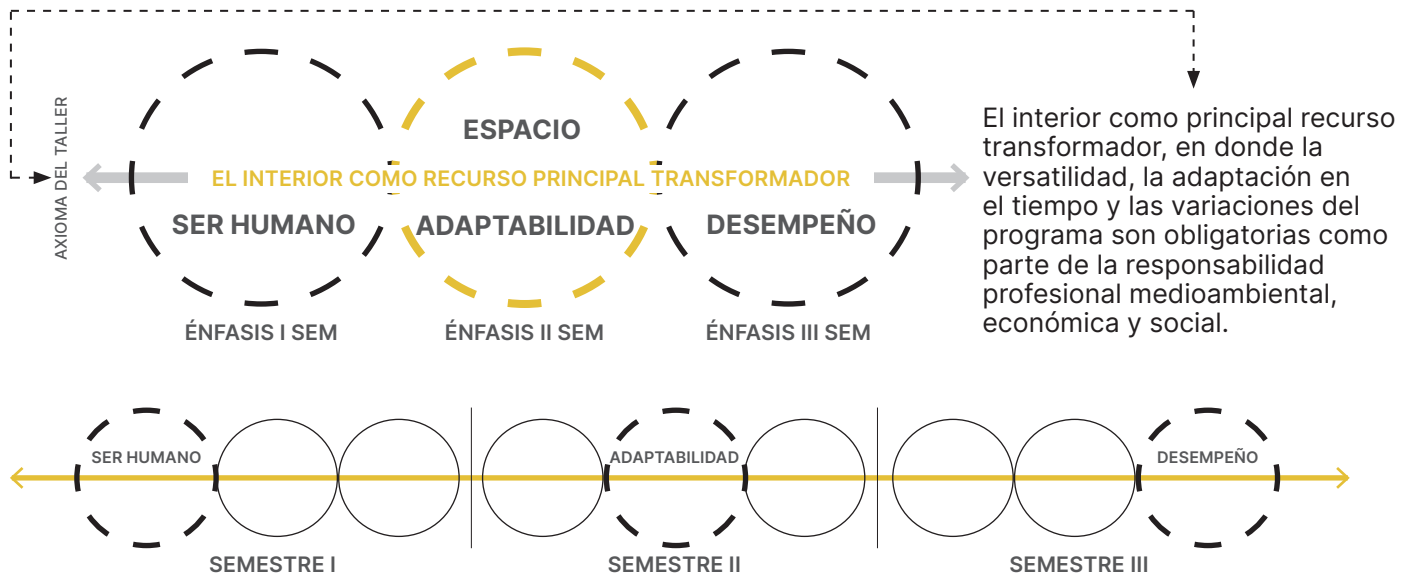 AXIOMA DEL TALLER
ESPACIO
EL INTERIOR COMO RECURSO PRINCIPAL TRANSFORMADOR
SER HUMANO
ADAPTABILIDAD
DESEMPEÑO
ÉNFASIS I SEM
ÉNFASIS II SEM
ÉNFASIS III SEM
El interior como principal recurso
transformador, en donde la
versatilidad, la adaptación en
el tiempo y las variaciones del
programa son obligatorias como
parte de la responsabilidad
profesional medioambiental,
económica y social.
SER HUMANO
ADAPTABILIDAD
DESEMPEÑO
SEMESTRE I
SEMESTRE II
SEMESTRE III